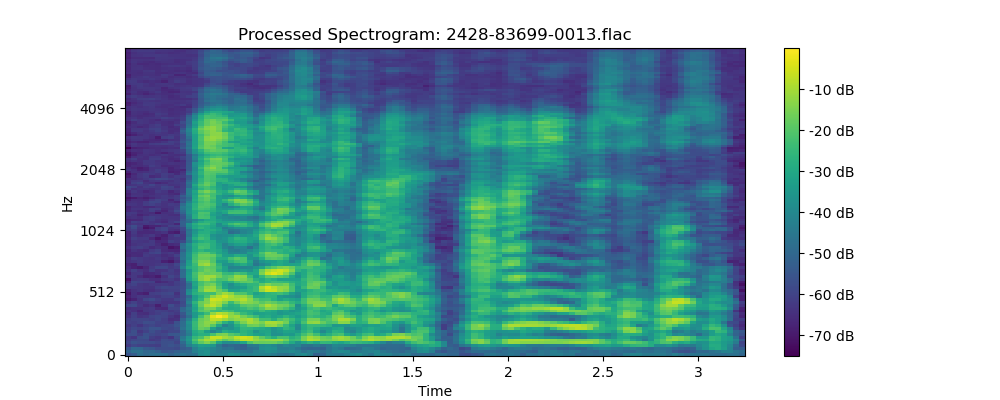 Processed Spectrogram: 2428-83699-0013.flac
Hz
4096
2048
1024
512
0
0
0.5
1
1.5
2
2.5
3
Time
-10 dB
-20 dB
-30 dB
-40 dB
-50 dB
-60 dB
-70 dB